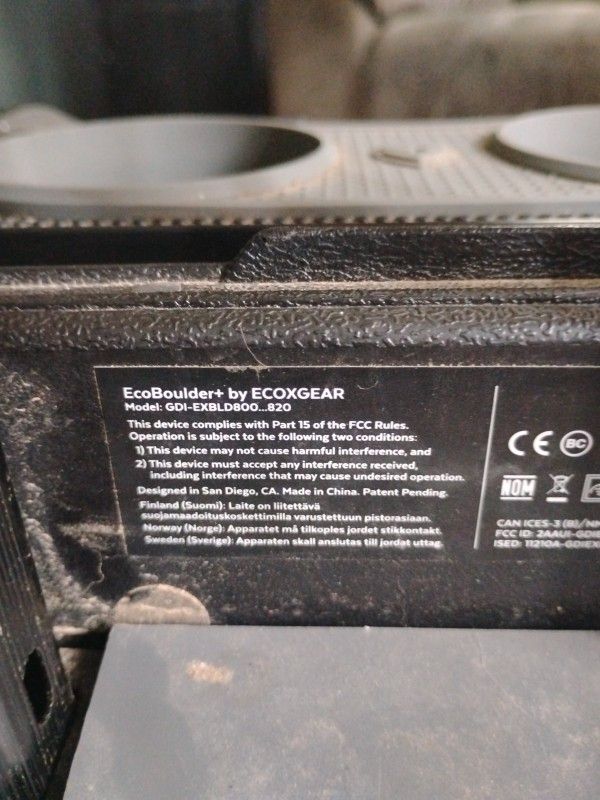 EcoBoulder+ by ECOXGEAR
Model: GDI-EXBLD800...820
This device complies with Part 15 of the FCC Rules.
Operation is subject to the following two conditions:
1) This device may not cause harmful interference, and
2) This device must accept any interference received,
including interference that may cause undesired operation.
Designed in San Diego, CA. Made in China. Patent Pending.
Finland (Suomi): Laite on liitettävä
suojamaadoituskoskettimilla varustettuun pistorasiaan.
Norway (Norge): Apparatet må tilkoples jordet stikkontakt.
Sweden (Sverige): Apparaten skall anslutas till jordat uttag.
CE BC
NOM
CAN ICES-3 (B)/NM
FCC ID: 2AAUI-GDIE
ISED: 11210A-GDIEX